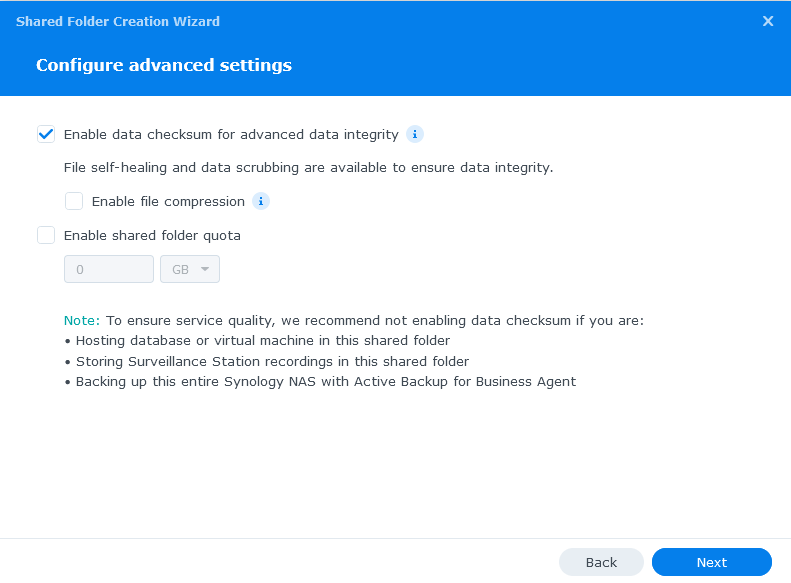 Shared Folder Creation Wizard
Configure advanced settings
Enable data checksum for advanced data integrity
File self-healing and data scrubbing are available to ensure data integrity.
Enable file compression
Enable shared folder quota
0 GB
Note: To ensure service quality, we recommend not enabling data checksum if you are:
• Hosting database or virtual machine in this shared folder
• Storing Surveillance Station recordings in this shared folder
• Backing up this entire Synology NAS with Active Backup for Business Agent
Back Next